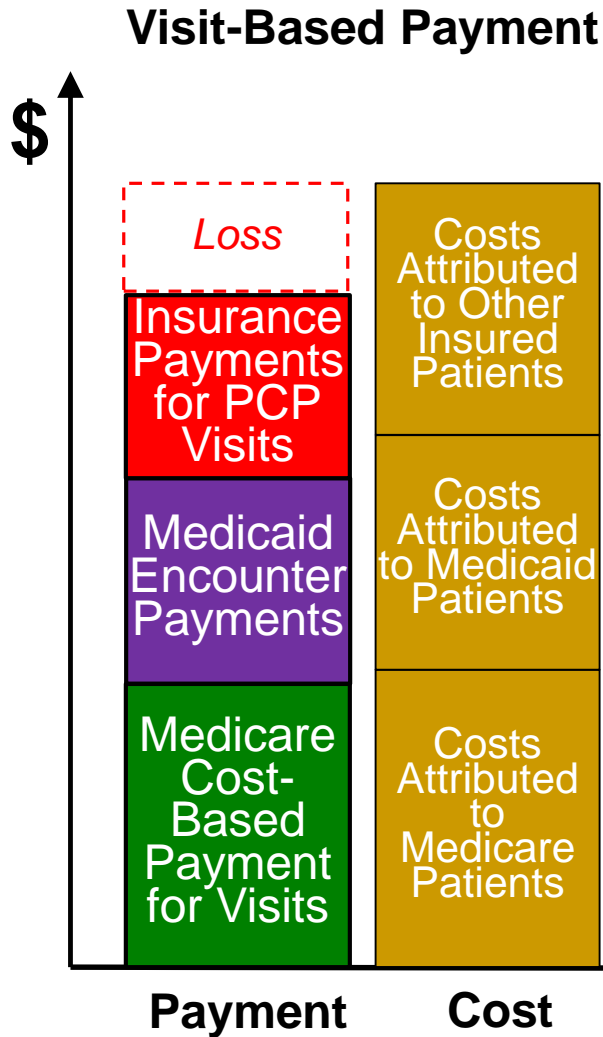 Visit-Based Payment
$
Loss
Insurance
Payments
for PCP
Visits
Medicaid
Encounter
Payments
Medicare
Cost-
Based
Payment
for Visits
Costs
Attributed
to Other
Insured
Patients
Costs
Attributed
to Medicaid
Patients
Costs
Attributed
to
Medicare
Patients
Payment
Cost